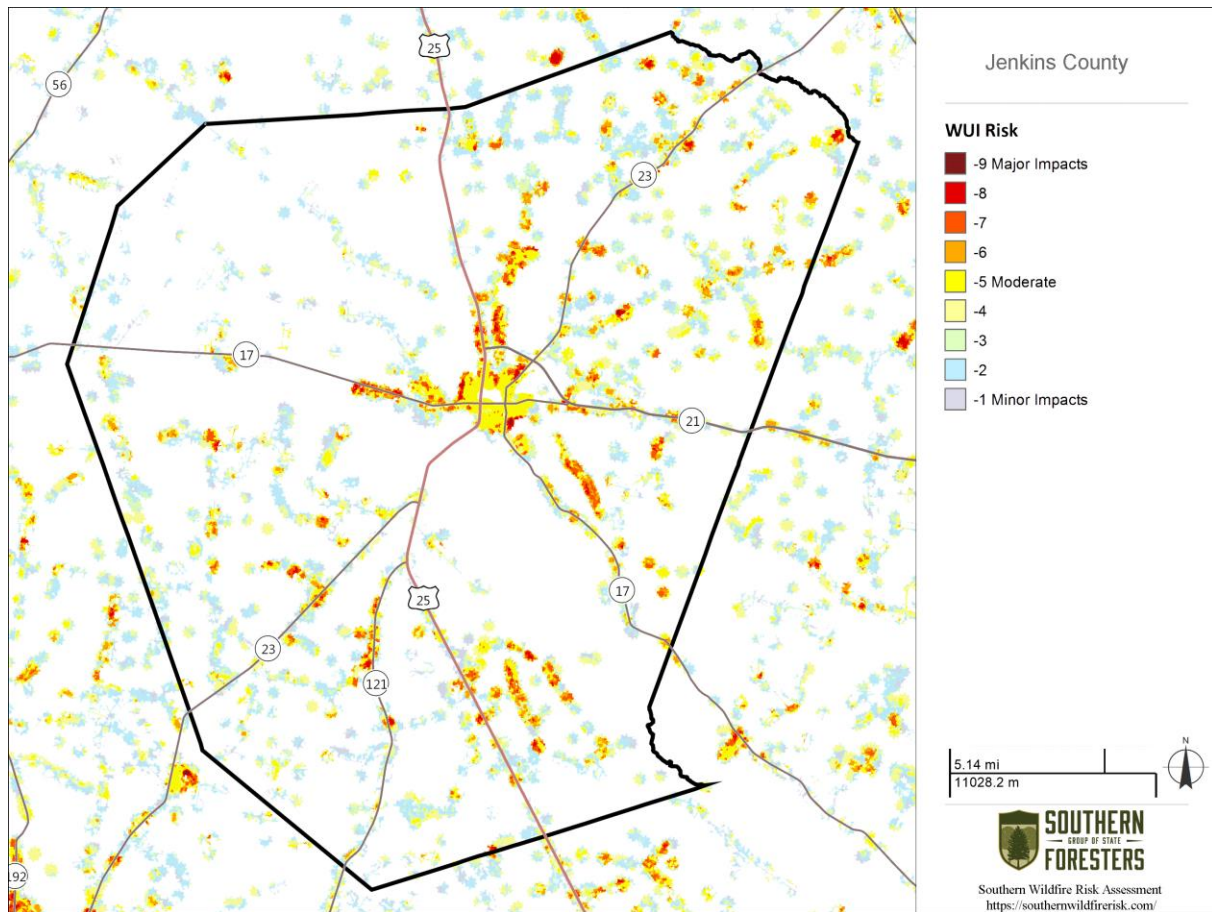 25
56
23
17
21
17
25
23
121
192
Jenkins County
WUI Risk
-9 Major Impacts
-8
-7
-6
-5 Moderate
-4
-3
-2
-1 Minor Impacts
5.14 mi
11028.2 m
N
SOUTHERN
GROUP OF STATE
FORESTERS
Southern Wildfire Risk Assessment
https://southernwildfirerisk.com/